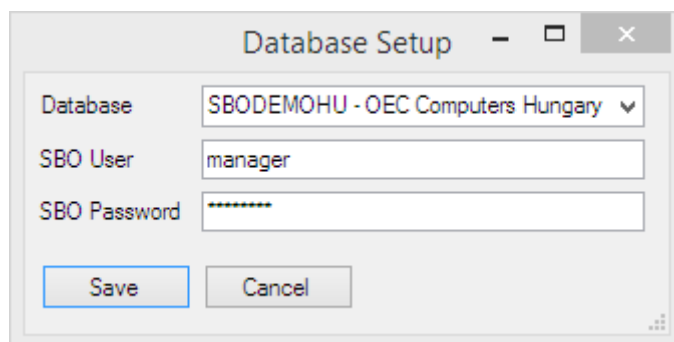 Database Setup
Database SBODEMOHU - OEC Computers Hungary
SBO User manager
SBO Password ********
Save Cancel